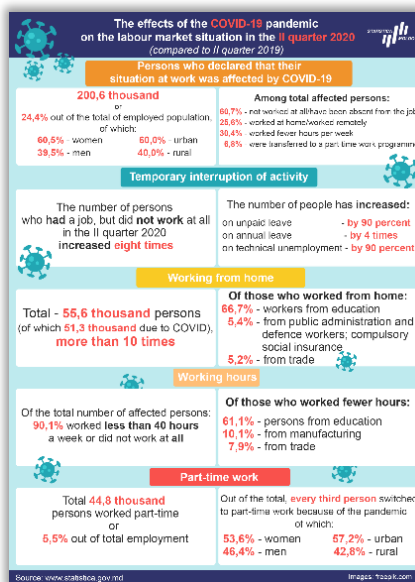 The effects of the COVID-19 pandemic
on the labour market situation in the II quarter 2020
(compared to II quarter 2019)
STATISTICA
Persons who declared that their
situation at work was affected by COVID-19
200,6 thousand
or
24,4% out of the total of employed population,
of which:
60,5% - women 60,0% - urban
39,5% - men 40,0% - rural
Among total affected persons:
60,7% - not worked at all/have been absent from the job
25,6% - worked at home/worked remotely
30,4% - worked fewer hours per week
6,8% - were transferred to a part time work programme
Temporary interruption of activity
The number of persons
who had a job, but did not work at all
in the II quarter 2020
increased eight times
The number of people has increased:
on unpaid leave - by 90 percent
on annual leave - by 4 times
on technical unemployment - by 90 percent
Working from home
Total - 55,6 thousand persons
(of which 51,3 thousand due to COVID),
more than 10 times
Of those who worked from home:
66,7% - workers from education
5,4% - from public administration and
defence workers; compulsory
social insurance
5,2% - from trade
Working hours
Of the total number of affected persons:
90,1% worked less than 40 hours
a week or did not work at all
Of those who worked fewer hours:
61,1% - persons from education
10,1% - from manufacturing
7,9% - from trade
Part-time work
Total 44,8 thousand
persons worked part-time
or
5,5% out of total employment
Out of the total, every third person switched
to part-time work because of the pandemic
of which:
53,6% - women 57,2% - urban
46,4% - men 42,8% - rural
Source: www.statistica.gov.md
Images: freepik.com